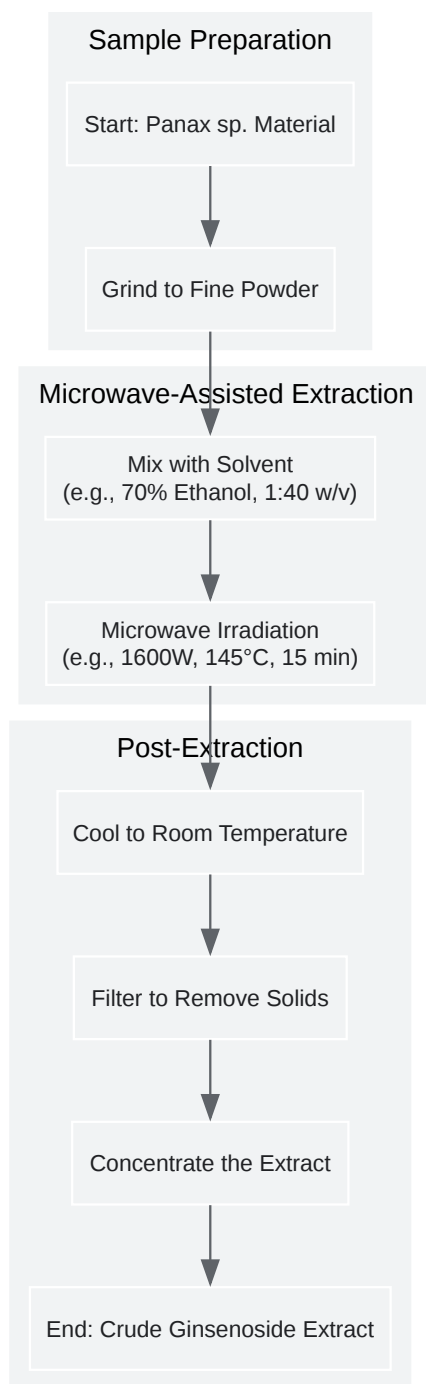 Sample Preparation
Start: Panax sp. Material
Grind to Fine Powder
Microwave-Assisted Extraction
Mix with Solvent
(e.g., 70% Ethanol, 1:40 w/v)
Microwave Irradiation
(e.g., 1600W, 145°C, 15 min)
Post-Extraction
Cool to Room Temperature
Filter to Remove Solids
Concentrate the Extract
End: Crude Ginsenoside Extract